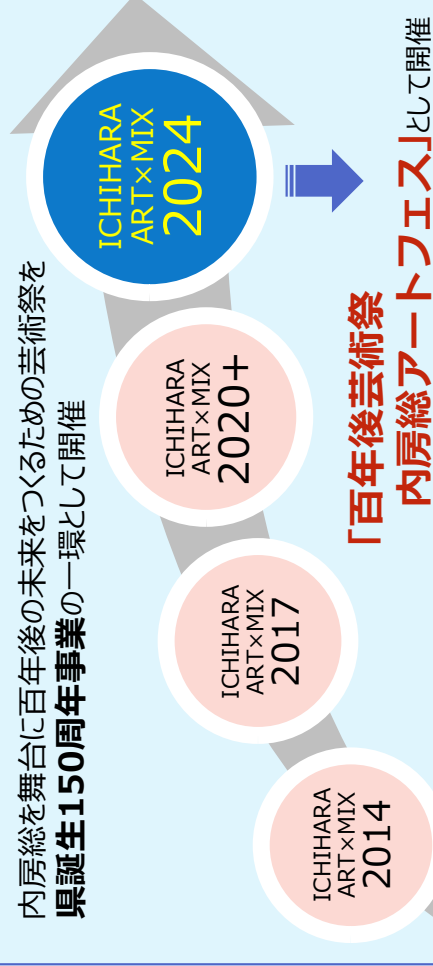 内房総を舞台に百年後の未来をつくるための芸術祭を
県誕生150周年事業の一環として開催
ICHIHARA
ART×MIX
2014
ICHIHARA
ART×MIX
2017
ICHIHARA
ART×MIX
2020+
ICHIHARA
ART×MIX
2024
「百年後芸術祭
内房総アートフェス」として開催